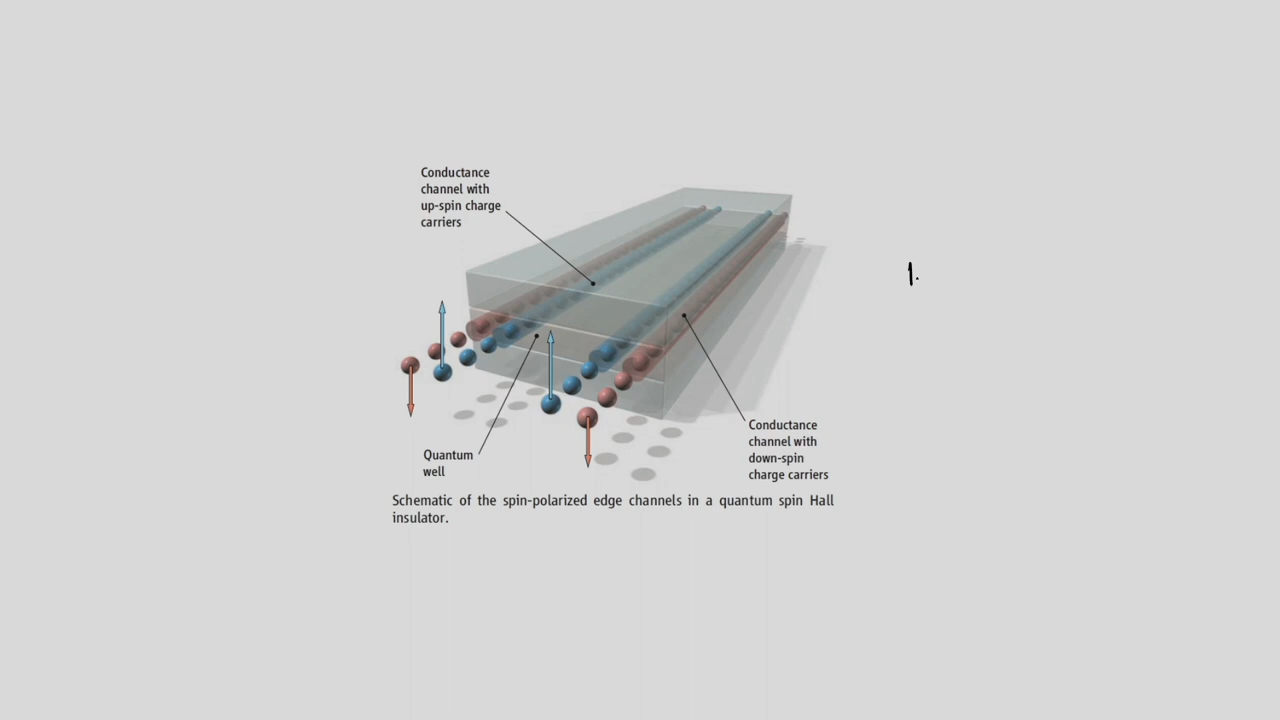 Conductance
channel with
up-spin charge
carriers
1.
Quantum
well
Conductance
channel with
down-spin
charge carriers
Schematic of the spin-polarized edge channels in a quantum spin Hall
insulator.